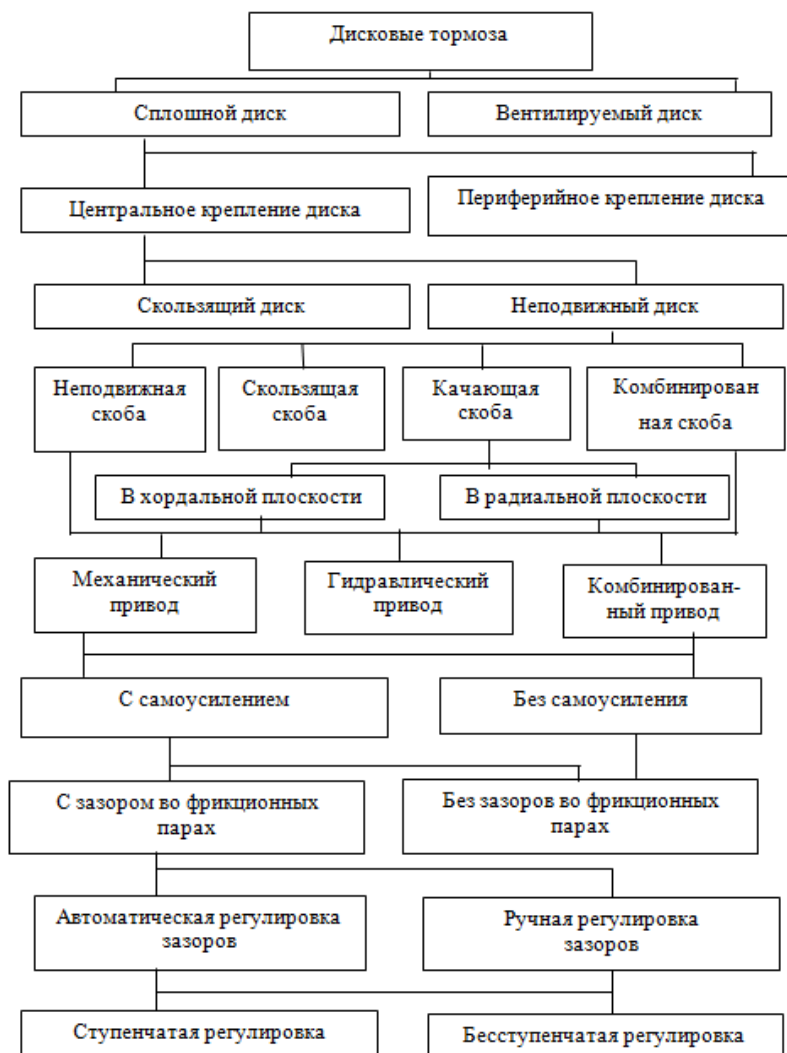 Дисковые тормоза
Сплошной диск
Вентилируемый диск
Центральное крепление диска
Периферийное крепление диска
Скользящий диск
Неподвижный диск
Неподвижная
скоба
Скользящая
скоба
Качающая
скоба
Комбинирован
ная скоба
В хордальной плоскости
В радиальной плоскости
Механический
привод
Гидравлический
привод
Комбинирован-
ный привод
С самоусилением
Без самоусиления
С зазором во фрикционных
парах
Без зазоров во фрикционных
парах
Автоматическая регулировка
зазоров
Ручная регулировка
зазоров
Ступенчатая регулировка
Бесступенчатая регулировка